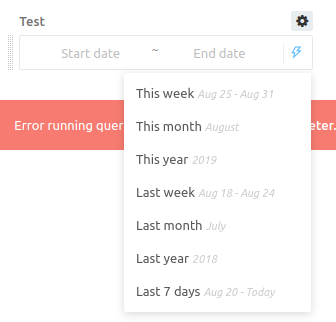 Test
Start date ~ End date
This week Aug 25 - Aug 31
Error running quer eter.
This month August
This year 2019
Last week Aug 18 - Aug 24
Last month July
Last year 2018
Last 7 days Aug 20 - Today